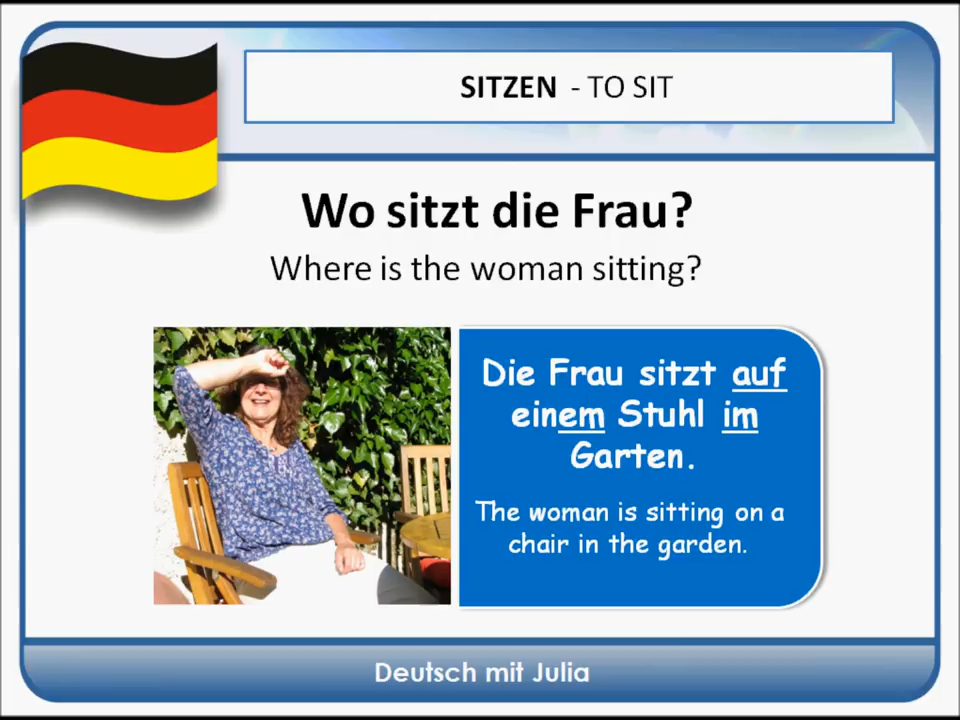 SITZEN - TO SIT
Wo sitzt die Frau?
Where is the woman sitting?
Die Frau sitzt auf
einem Stuhl im
Garten.
The woman is sitting on a
chair in the garden.
Deutsch mit Julia